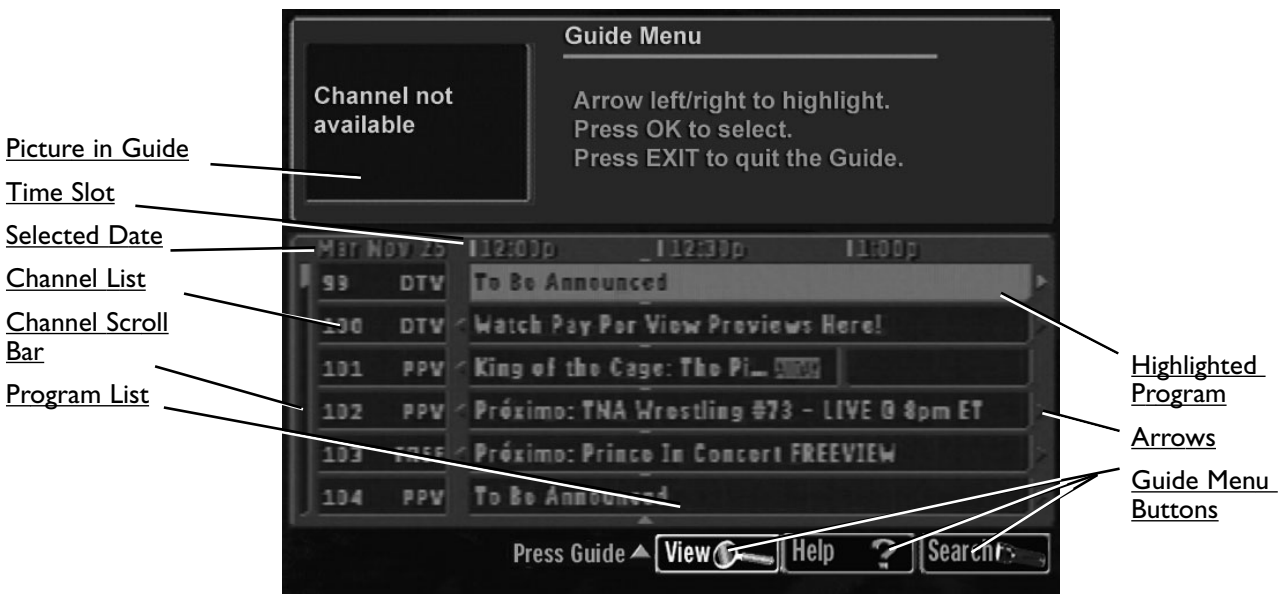 Guide Menu
Channel not
available
Arrow left/right to highlight.
Press OK to select.
Press EXIT to quit the Guide.
Picture in Guide
Time Slot
Selected Date
Channel List
Channel Scroll
Bar
Program List
Mar Nov 25 12:00p 12:30p 1:00p
99 DTV To Be Announced
100 DTV Watch Pay Per View Previews Here!
101 PPV King of the Cage: The Pi...
102 PPV Próximo: TNA Wrestling #73 - LIVE @ 8pm ET
103 FREE Próximo: Prince In Concert FREEVIEW
104 PPV To Be Announced
Highlighted
Program
Arrows
Guide Menu
Buttons
Press Guide View Help Search